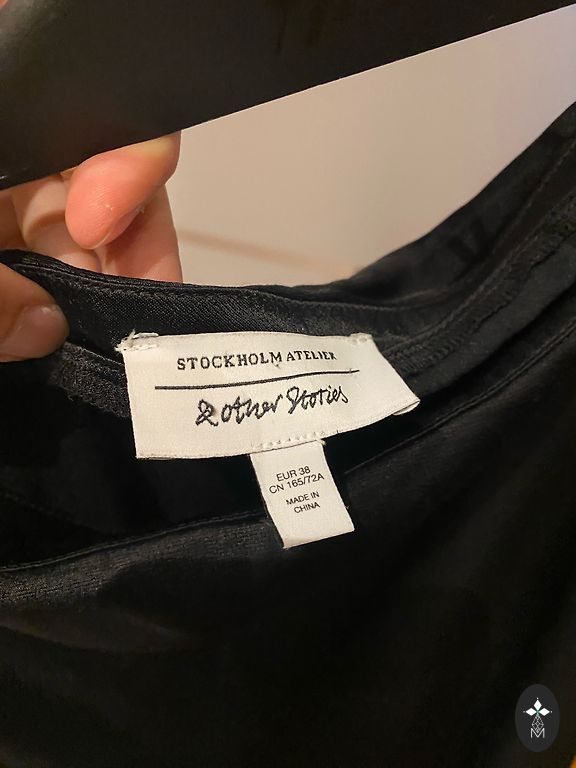 STOCKHOLM ATELIER
& other Stories
EUR 38
CN 165/72A
MADE IN
CHINA
M